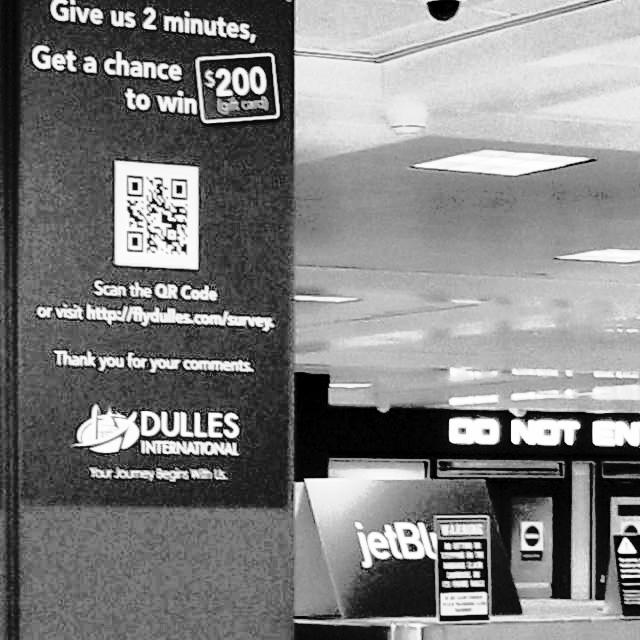 Give us 2 minutes,
Get a chance
to win
$200
(gift card)
Scan the QR Code
or visit http://flydulles.com/survey.
Thank you for your comments.
FLY DULLES
INTERNATIONAL
Your Journey Begins With Us.
DO NOT EN
jetBl
WARNING